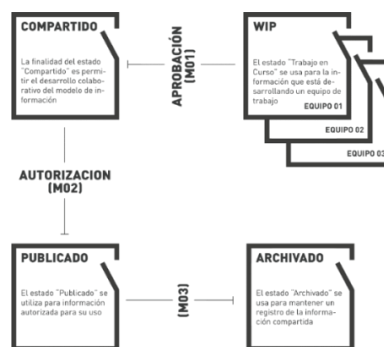 COMPARTIDO
La finalidad del estado
"Compartido" es permi-
tir el desarrollo colabo-
rativo del modelo de in-
formación
APROBACIÓN
(M01)
WIP
El estado "Trabajo en
Curso" se usa para la in-
formación que está de-
sarrollando un equipo de
trabajo
EQUIPO 01
EQUIPO 02
EQUIPO 03
AUTORIZACION
(M02)
PUBLICADO
El estado "Publicado" se
utiliza para información
autorizada para su uso
(M03)
ARCHIVADO
El estado "Archivado" se
usa para mantener un
registro de la informa-
ción compartida